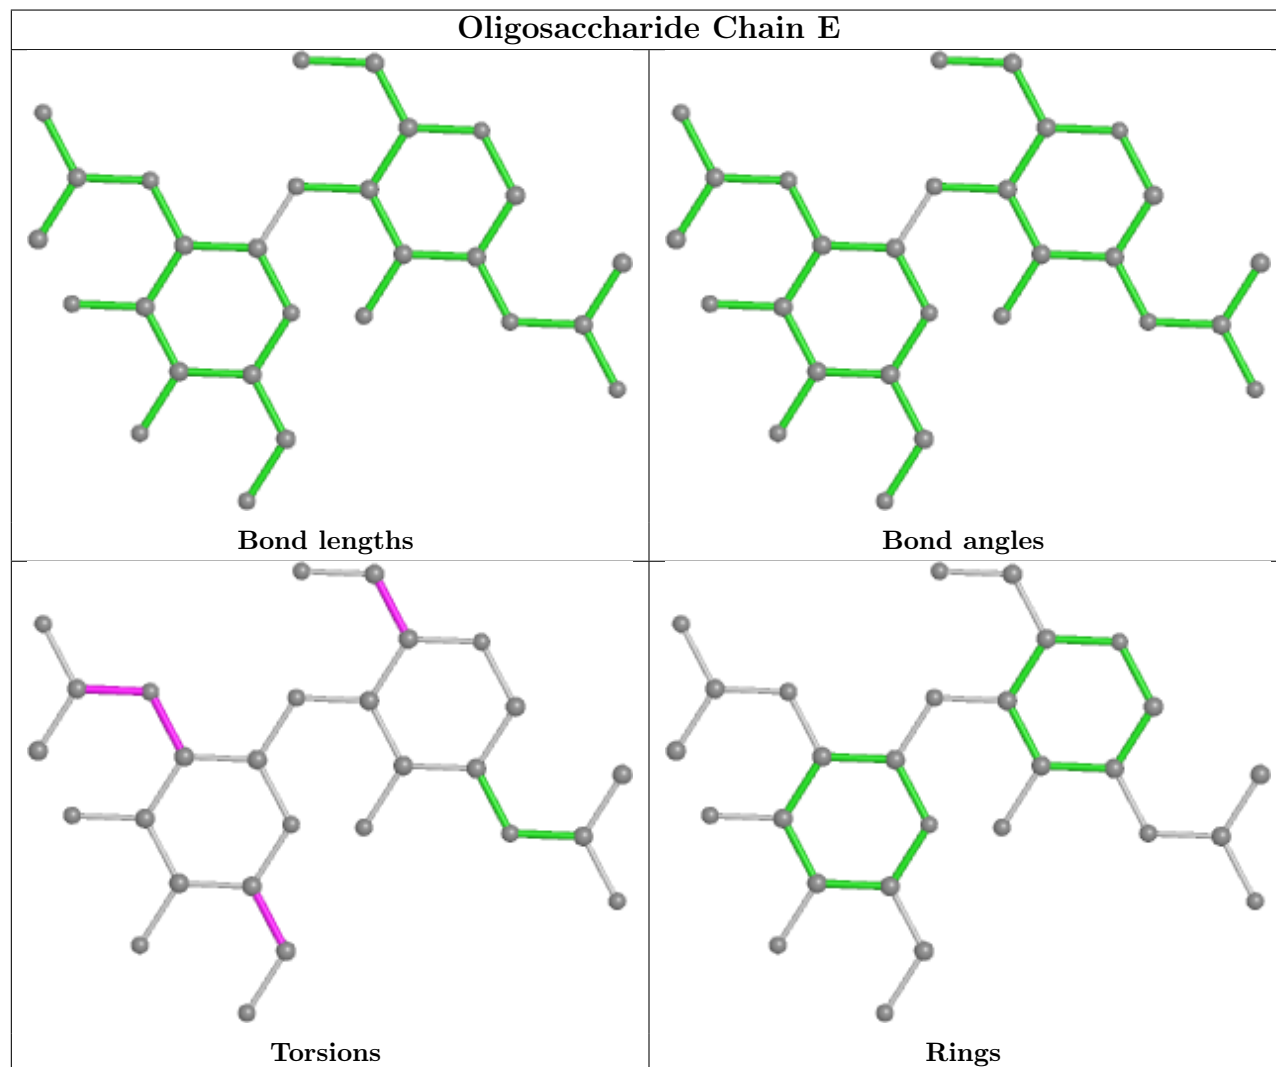 Oligosaccharide Chain E
Bond lengths
Bond angles
Torsions
Rings